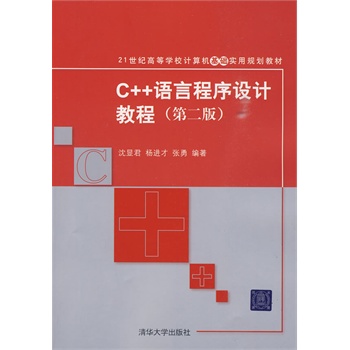 21世纪高等学校计算机基础实用规划教材
C++语言程序设计
教程（第二版）
沈显君 杨进才 张勇 编著
C
清华大学出版社